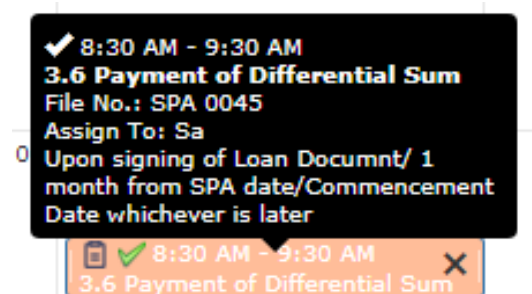 8:30 AM - 9:30 AM
3.6 Payment of Differential Sum
File No.: SPA 0045
Assign To: Sa
0
Upon signing of Loan Documnt/ 1
month from SPA date/Commencement
Date whichever is later
8:30 AM - 9:30 AM
3.6 Payment of Differential Sum